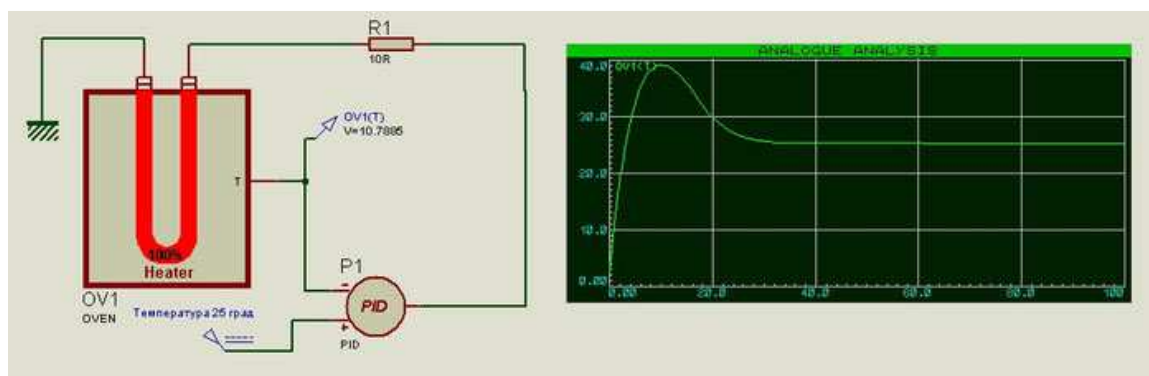 R1
10R
OV1(T)
V=10.7885
T
100%
Heater
OV1
OVEN
Температура 25 град
P1
-
PID
+
PID
ANALOGUE ANALYSIS
40.0
OV1(T)
30.0
20.0
10.0
0.00
0.00
20.0
40.0
60.0
80.0
100